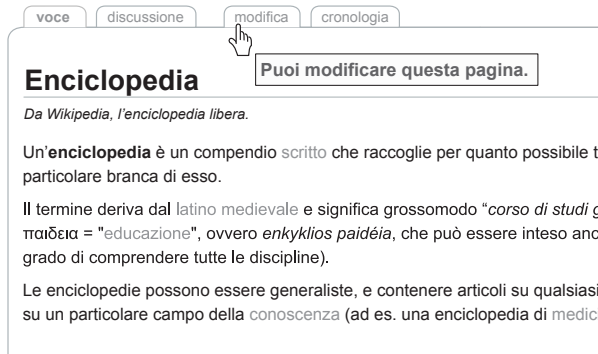 voce discussione modifica cronologia
Puoi modificare questa pagina.
Enciclopedia
Da Wikipedia, l'enciclopedia libera.
Un'enciclopedia è un compendio scritto che raccoglie per quanto possibile t
particolare branca di esso.
Il termine deriva dal latino medievale e significa grossomodo “corso di studi g
παιδεια = "educazione", ovvero enkyklios paidéia, che può essere inteso anc
grado di comprendere tutte le discipline).
Le enciclopedie possono essere generaliste, e contenere articoli su qualsiasi
su un particolare campo della conoscenza (ad es. una enciclopedia di medic